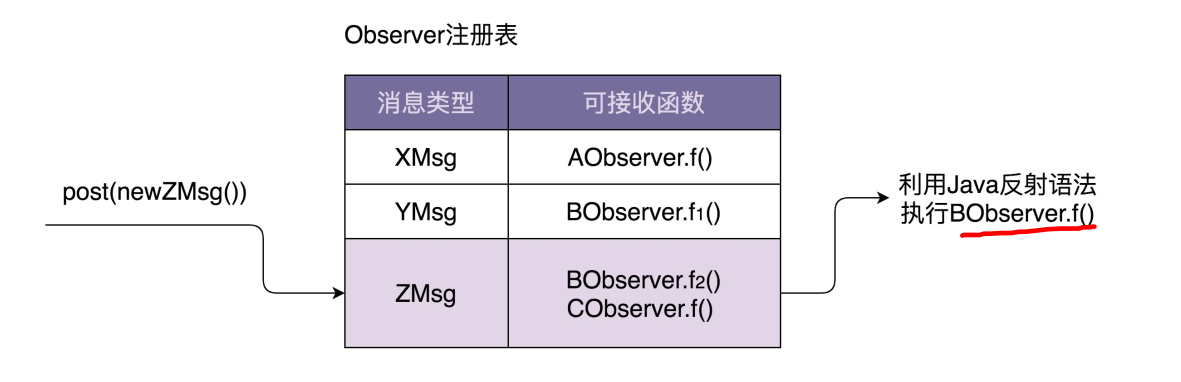 Observer注册表
消息类型
可接收函数
XMsg
AObserver.f()
post(newZMsg())
YMsg
BObserver.f1()
利用Java反射语法
执行BObserver.f()
ZMsg
BObserver.f2()
CObserver.f()